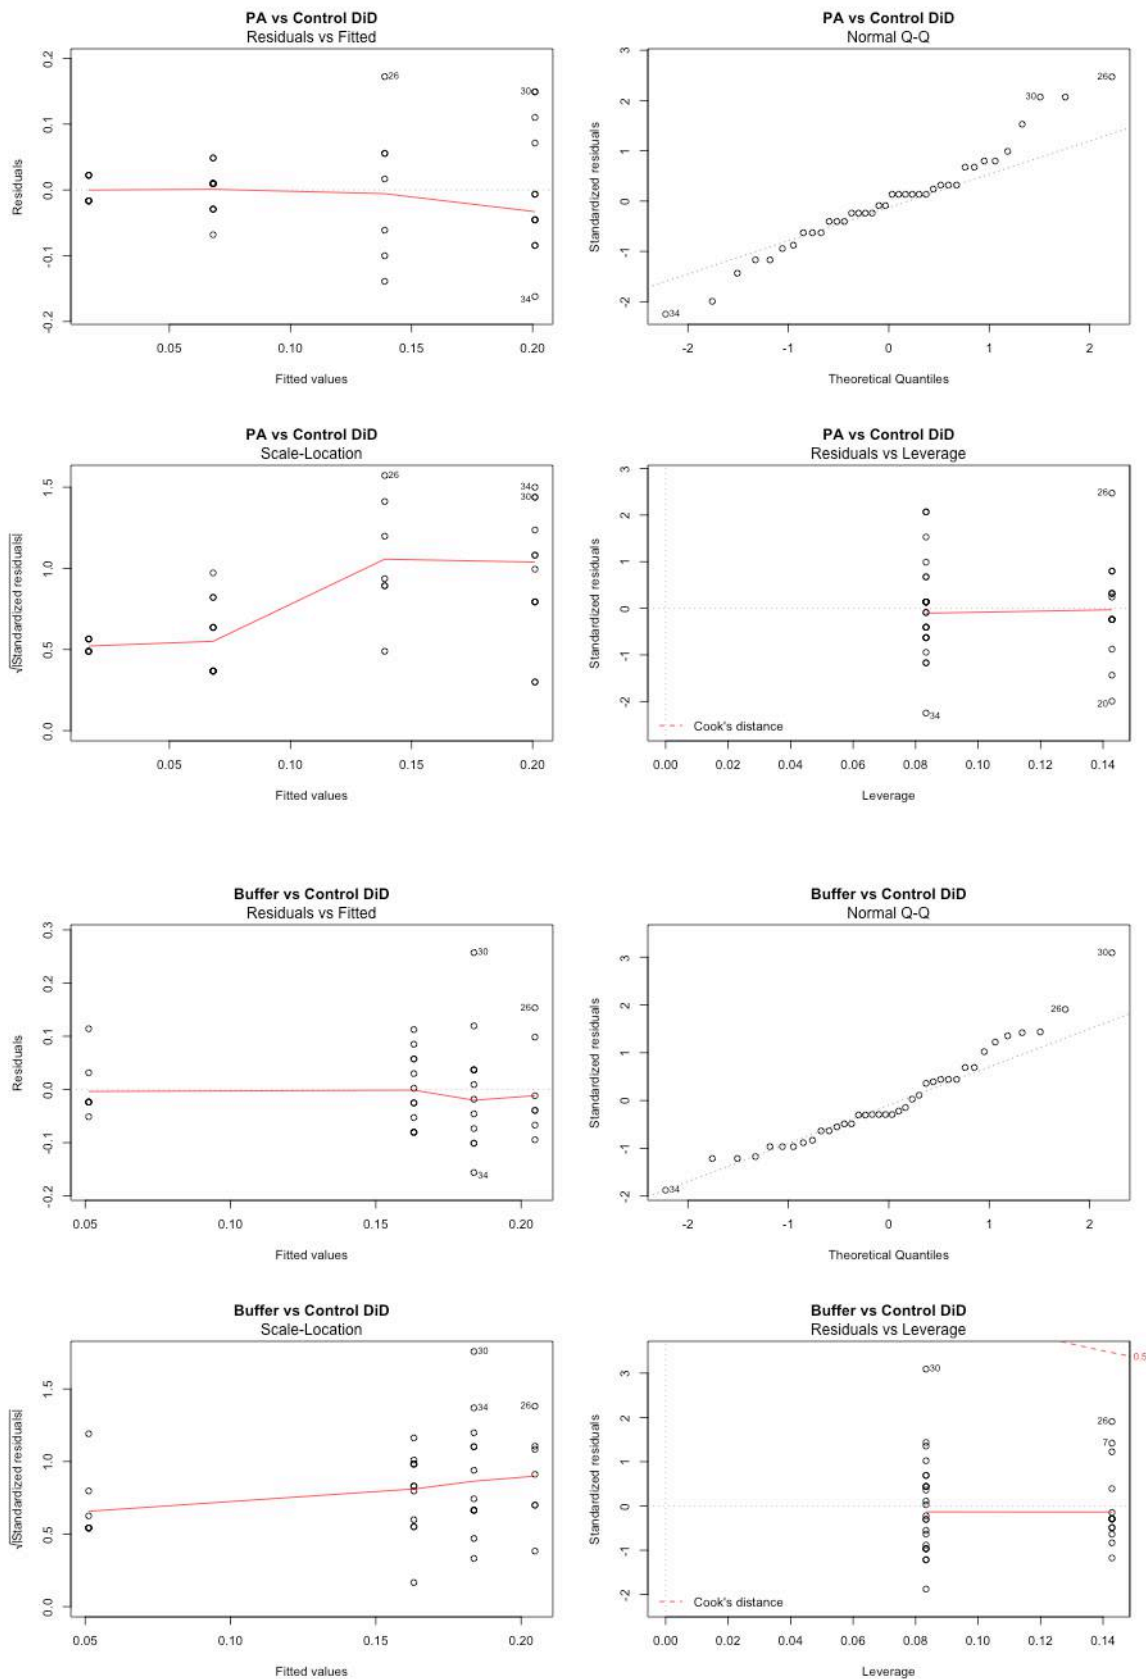 PA vs Control DiD
Residuals vs Fitted
Residuals
0.2
0.1
0.0
-0.1
-0.2
26
30
34
0.05 0.10 0.15 0.20
Fitted values
PA vs Control DiD
Normal Q-Q
Standardized residuals
3
2
1
0
-1
-2
26
30
34
-2 -1 0 1 2
Theoretical Quantiles
PA vs Control DiD
Scale-Location
√|Standardized residuals|
1.5
1.0
0.5
0.0
26
34
30
0.05 0.10 0.15 0.20
Fitted values
PA vs Control DiD
Residuals vs Leverage
Standardized residuals
3
2
1
0
-1
-2
26
20
34
Cook's distance
0.00 0.02 0.04 0.06 0.08 0.10 0.12 0.14
Leverage
Buffer vs Control DiD
Residuals vs Fitted
Residuals
0.3
0.2
0.1
0.0
-0.1
-0.2
30
26
34
0.05 0.10 0.15 0.20
Fitted values
Buffer vs Control DiD
Normal Q-Q
Standardized residuals
3
2
1
0
-1
-2
30
26
34
-2 -1 0 1 2
Theoretical Quantiles
Buffer vs Control DiD
Scale-Location
√|Standardized residuals|
1.5
1.0
0.5
0.0
30
34
26
0.05 0.10 0.15 0.20
Fitted values
Buffer vs Control DiD
Residuals vs Leverage
Standardized residuals
3
2
1
0
-1
-2
0.5
30
26
7
Cook's distance
0.00 0.02 0.04 0.06 0.08 0.10 0.12 0.14
Leverage